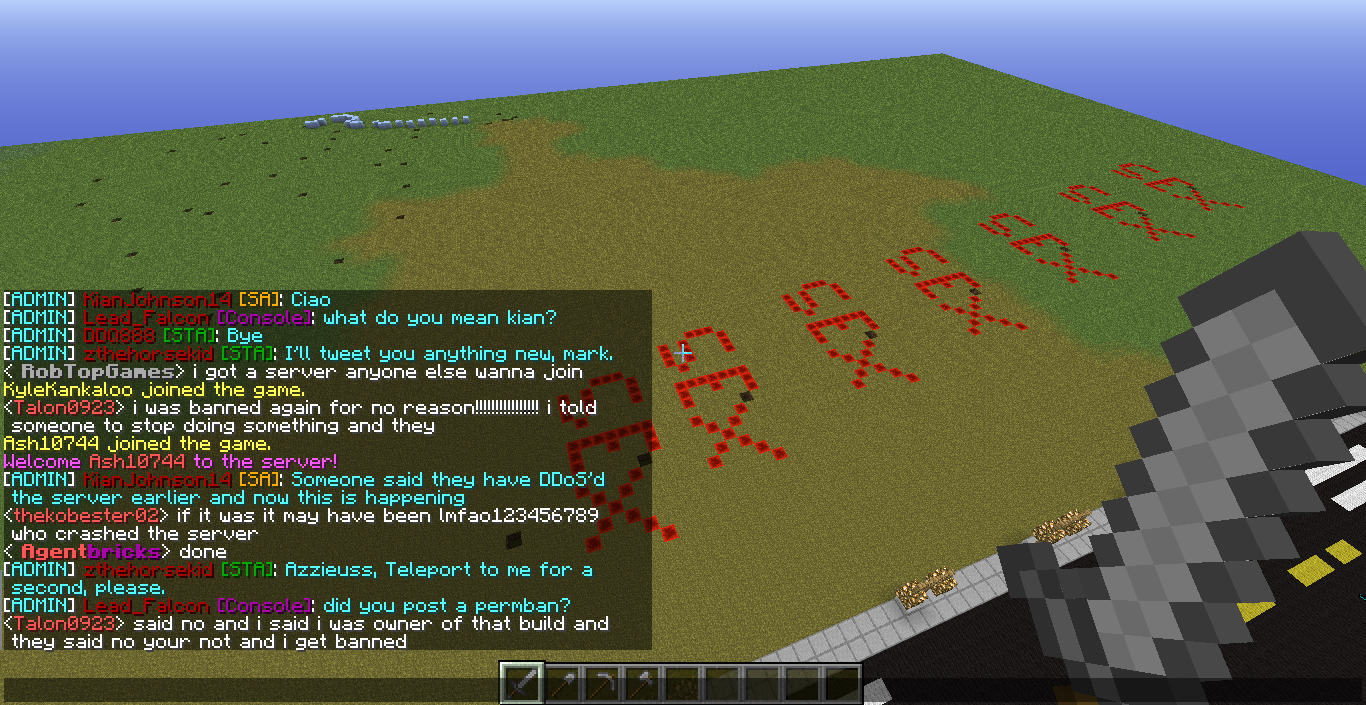 SEX
SEX
SEX
SEX
SEX
SEX
SEX
[ADMIN] KianJohnson14 [SA]: Ciao
[ADMIN] Lead_Falcon [Console]: what do you mean kian?
[ADMIN] DDQ888 [STA]: Bye
[ADMIN] zthehorsekid [STA]: I'll tweet you anything new, mark.
< RobTopGames> i got a server anyone else wanna join
KyleKankaloo joined the game.
<Talon0923> i was banned again for no reason!!!!!!!!!!!!!!! i told
someone to stop doing something and they
Ash10744 joined the game.
Welcome Ash10744 to the server!
[ADMIN] KianJohnson14 [SA]: Someone said they have DDoS'd
the server earlier and now this is happening
<thekobester02> if it was it may have been lmfao123456789
who crashed the server
< Agentbricks> done
[ADMIN] zthehorsekid [STA]: Azzieuss, Teleport to me for a
second, please.
[ADMIN] Lead_Falcon [Console]: did you post a permban?
<Talon0923> said no and i said i was owner of that build and
they said no your not and i get banned